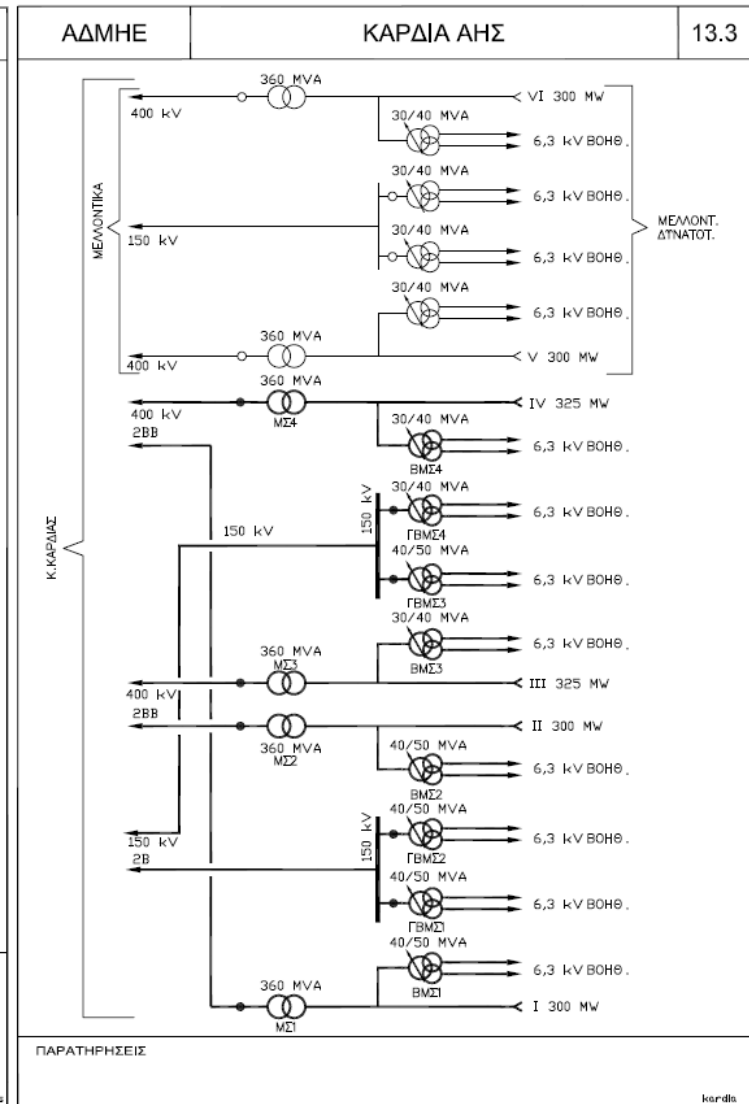 ΑΔΜΗΕ ΚΑΡΔΙΑ ΑΗΣ 13.3
360 MVA
400 kV
VI 300 MW
30/40 MVA
6,3 kV ΒΟΗΘ.
30/40 MVA
6,3 kV ΒΟΗΘ.
ΜΕΛΛΟΝΤΙΚΑ
150 kV
ΜΕΛΛΟΝΤ.
ΔΥΝΑΤΟΤ.
30/40 MVA
6,3 kV ΒΟΗΘ.
30/40 MVA
6,3 kV ΒΟΗΘ.
360 MVA
400 kV
V 300 MW
360 MVA
400 kV
ΜΣ4
IV 325 MW
2BB
30/40 MVA
6,3 kV ΒΟΗΘ.
ΒΜΣ4
150 kV
30/40 MVA
6,3 kV ΒΟΗΘ.
ΓΒΜΣ4
150 kV
Κ.ΚΑΡΔΙΑΣ
40/50 MVA
6,3 kV ΒΟΗΘ.
ΓΒΜΣ3
30/40 MVA
6,3 kV ΒΟΗΘ.
ΒΜΣ3
360 MVA
ΜΣ3
400 kV
III 325 MW
2BB
360 MVA
ΜΣ2
II 300 MW
40/50 MVA
6,3 kV ΒΟΗΘ.
ΒΜΣ2
150 kV
40/50 MVA
6,3 kV ΒΟΗΘ.
ΓΒΜΣ2
150 kV
2B
40/50 MVA
6,3 kV ΒΟΗΘ.
ΓΒΜΣ1
40/50 MVA
6,3 kV ΒΟΗΘ.
ΒΜΣ1
360 MVA
ΜΣ1
I 300 MW
ΠΑΡΑΤΗΡΗΣΕΙΣ
kardia